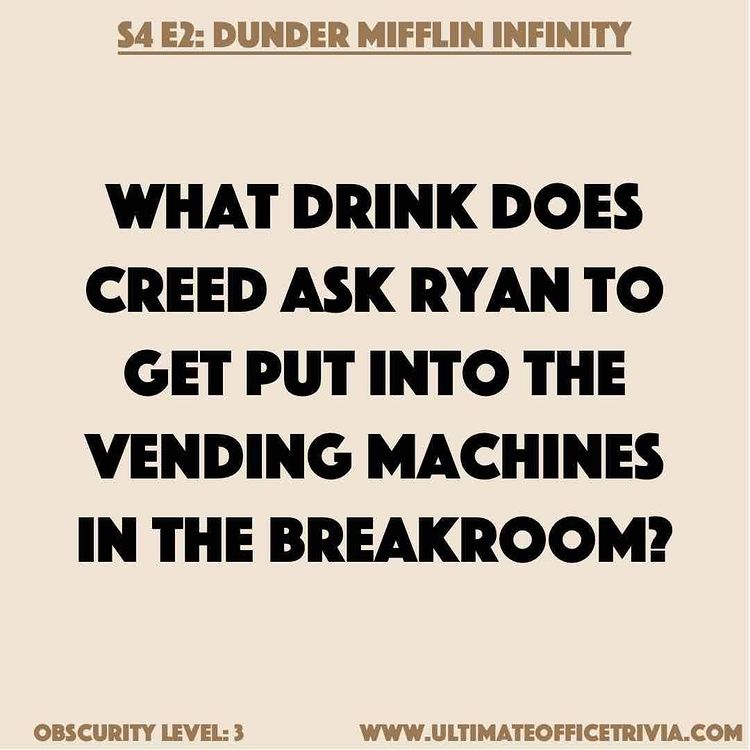 S4 E2: DUNDER MIFFLIN INFINITY
WHAT DRINK DOES
CREED ASK RYAN TO
GET PUT INTO THE
VENDING MACHINES
IN THE BREAKROOM?
OBSCURITY LEVEL: 3
WWW.ULTIMATEOFFICETRIVIA.COM